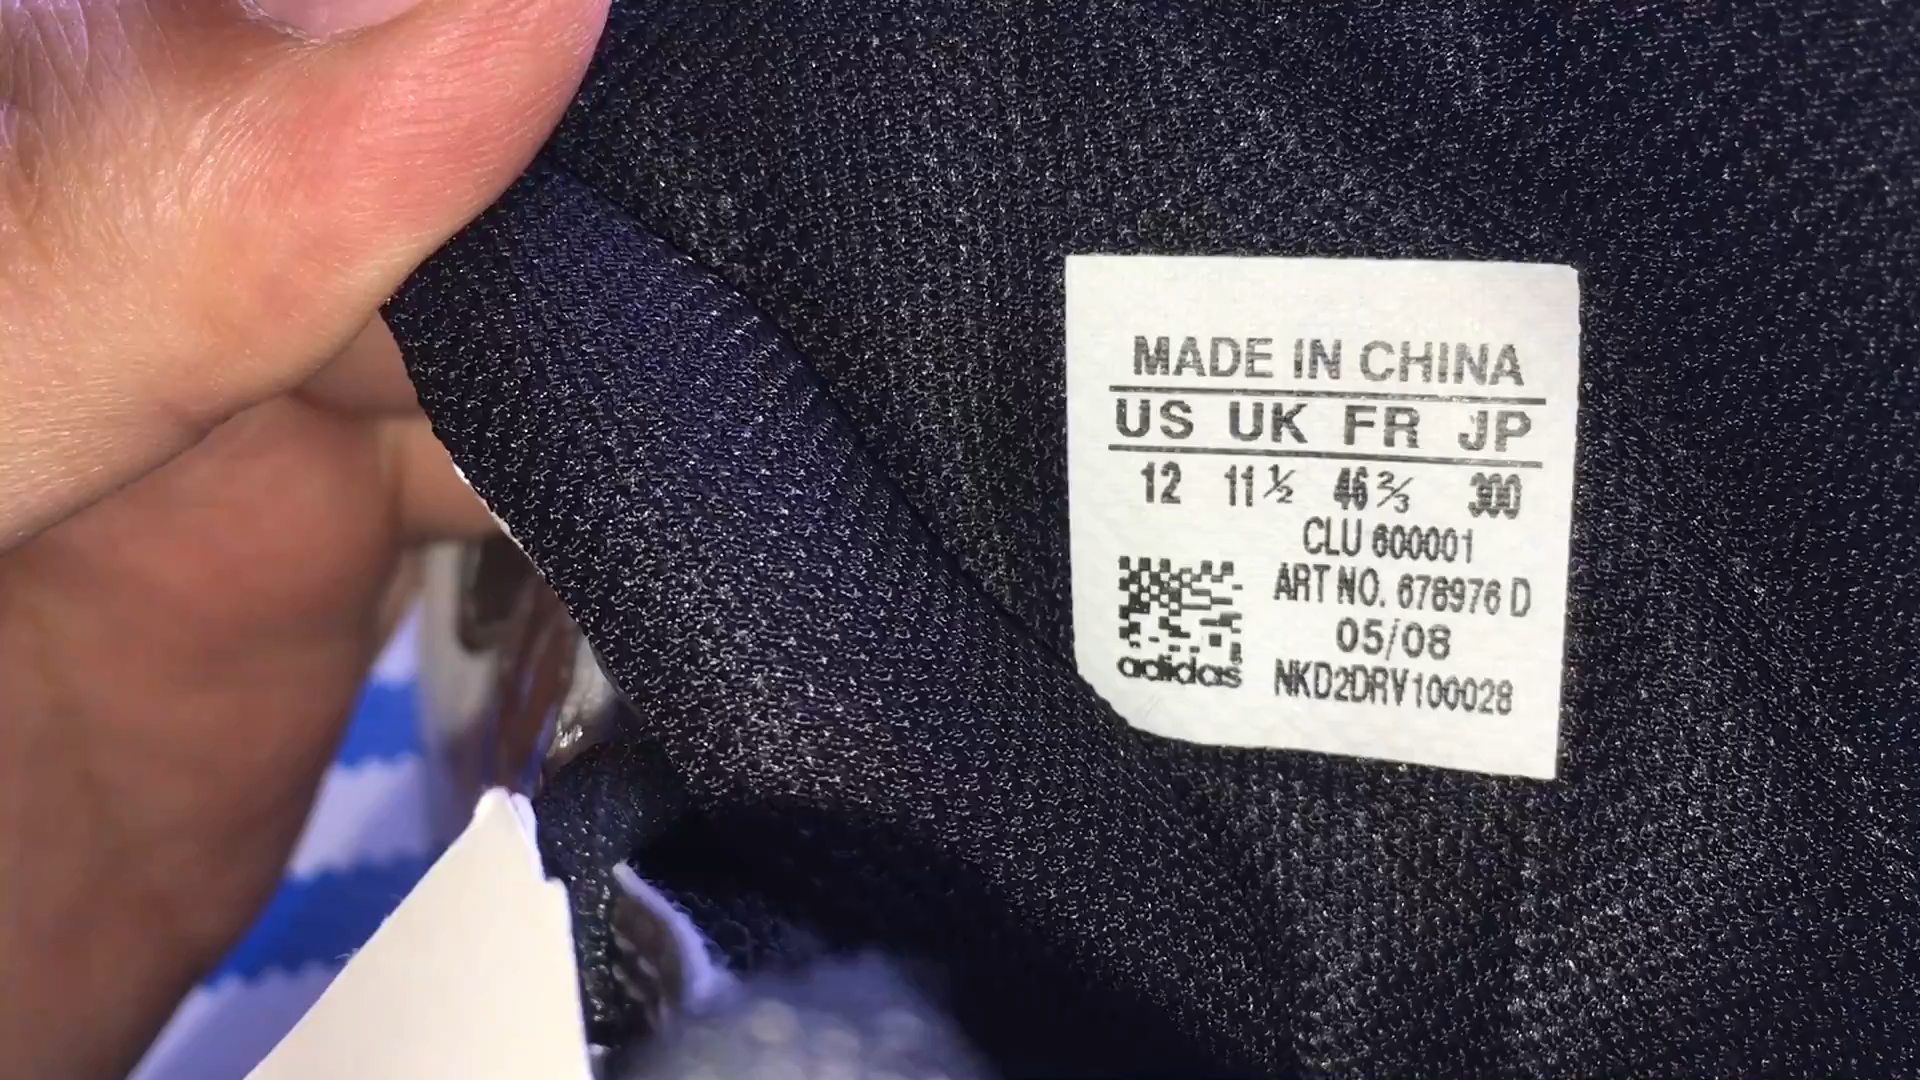 MADE IN CHINA
US UK FR JP
12 11½ 46⅔ 300
CLU 600001
ART NO. 678976 D
05/08
adidas NKD2DRV100028